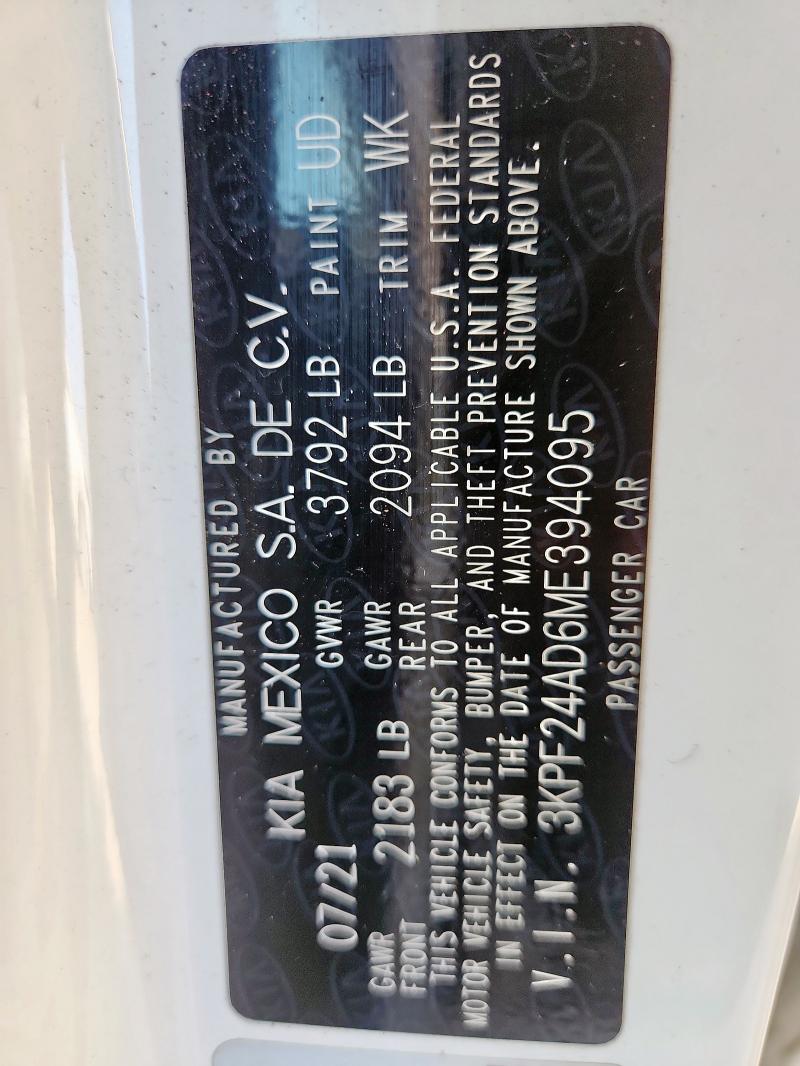 MANUFACTURED BY
KIA MEXICO S.A. DE C.V.
07/21 GVWR 3792 LB PAINT UD
GAWR FRONT 2183 LB GAWR REAR 2094 LB TRIM WK
THIS VEHICLE CONFORMS TO ALL APPLICABLE U.S.A. FEDERAL
MOTOR VEHICLE SAFETY, BUMPER, AND THEFT PREVENTION STANDARDS
IN EFFECT ON THE DATE OF MANUFACTURE SHOWN ABOVE.
V.I.N. 3KPF24AD6ME394095
PASSENGER CAR